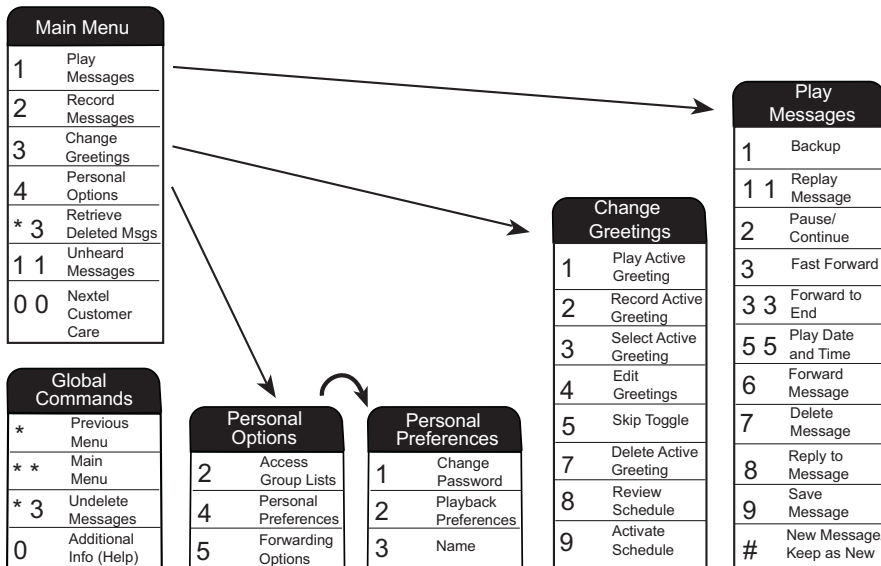 Main Menu
1 Play
Messages
2 Record
Messages
3 Change
Greetings
4 Personal
Options
* 3 Retrieve
Deleted Msgs
1 1 Unheard
Messages
0 0 Nextel
Customer
Care
Global
Commands
* Previous
Menu
* * Main
Menu
* 3 Undelete
Messages
0 Additional
Info (Help)
Personal
Options
2 Access
Group Lists
4 Personal
Preferences
5 Forwarding
Options
Personal
Preferences
1 Change
Password
2 Playback
Preferences
3 Name
Change
Greetings
1 Play Active
Greeting
2 Record Active
Greeting
3 Select Active
Greeting
4 Edit
Greetings
5 Skip Toggle
7 Delete Active
Greeting
8 Review
Schedule
9 Activate
Schedule
Play
Messages
1 Backup
1 1 Replay
Message
2 Pause/
Continue
3 Fast Forward
3 3 Forward to
End
5 5 Play Date
and Time
6 Forward
Message
7 Delete
Message
8 Reply to
Message
9 Save
Message
# New Message
Keep as New